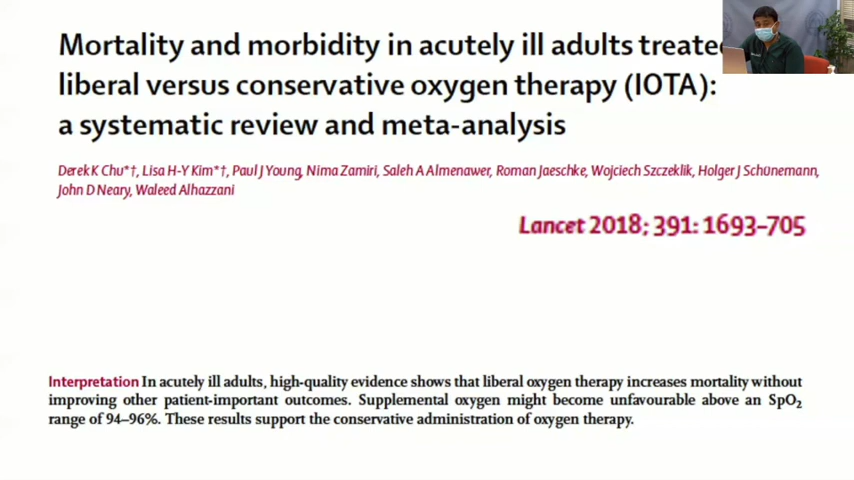 Mortality and morbidity in acutely ill adults treated
liberal versus conservative oxygen therapy (IOTA):
a systematic review and meta-analysis
Derek K Chu*†, Lisa H-Y Kim*†, Paul J Young, Nima Zamiri, Saleh A Almenawer, Roman Jaeschke, Wojciech Szczeklik, Holger J Schünemann,
John D Neary, Waleed Alhazzani
Lancet 2018; 391: 1693–705
Interpretation In acutely ill adults, high-quality evidence shows that liberal oxygen therapy increases mortality without
improving other patient-important outcomes. Supplemental oxygen might become unfavourable above an SpO₂
range of 94–96%. These results support the conservative administration of oxygen therapy.